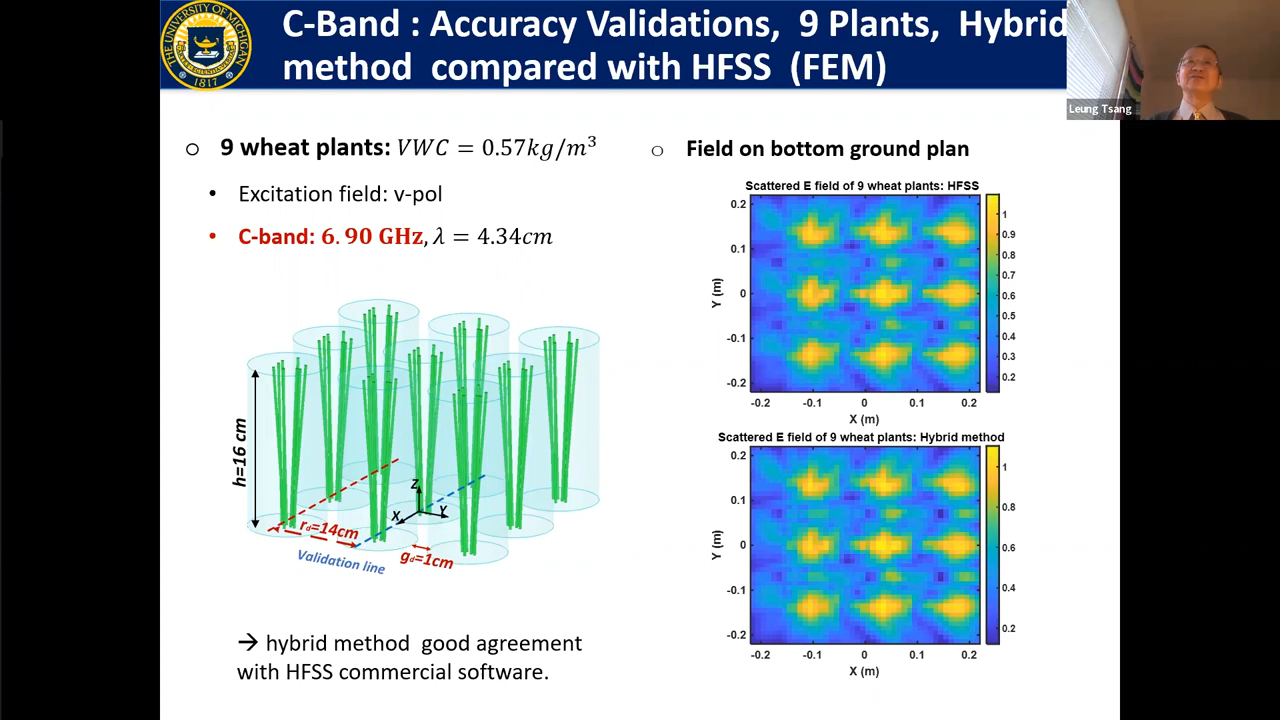 THE UNIVERSITY OF MICHIGAN
1817
C-Band : Accuracy Validations, 9 Plants, Hybrid
method compared with HFSS (FEM)
Leung Tsang
9 wheat plants: VWC = 0.57kg/m³
Excitation field: v-pol
C-band: 6.90 GHz, λ = 4.34cm
h=16 cm
Z
X
Y
r_d=14cm
g_d=1cm
Validation line
→ hybrid method good agreement
with HFSS commercial software.
Field on bottom ground plan
Scattered E field of 9 wheat plants: HFSS
0.2
0.1
0
-0.1
-0.2
Y (m)
-0.2 -0.1 0 0.1 0.2
X (m)
1
0.9
0.8
0.7
0.6
0.5
0.4
0.3
0.2
Scattered E field of 9 wheat plants: Hybrid method
0.2
0.1
0
-0.1
-0.2
Y (m)
-0.2 -0.1 0 0.1 0.2
X (m)
1
0.8
0.6
0.4
0.2